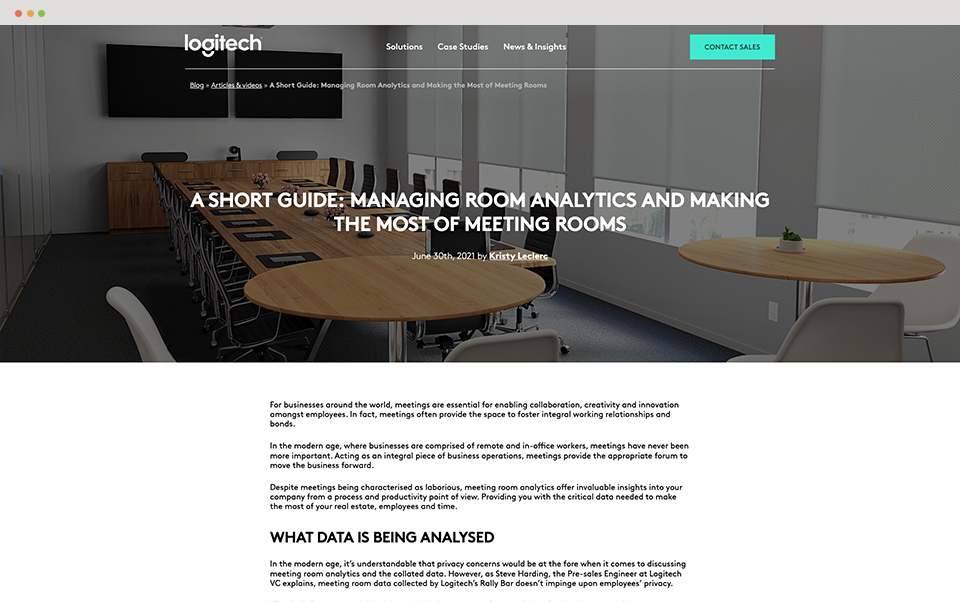 logitech
Solutions Case Studies News & Insights
CONTACT SALES
Blog » Articles & videos » A Short Guide: Managing Room Analytics and Making the Most of Meeting Rooms
A SHORT GUIDE: MANAGING ROOM ANALYTICS AND MAKING
THE MOST OF MEETING ROOMS
June 30th, 2021 by Kristy Leclerc
For businesses around the world, meetings are essential for enabling collaboration, creativity and innovation
amongst employees. In fact, meetings often provide the space to foster integral working relationships and
bonds.
In the modern age, where businesses are comprised of remote and in-office workers, meetings have never been
more important. Acting as an integral piece of business operations, meetings provide the appropriate forum to
move the business forward.
Despite meetings being characterised as laborious, meeting room analytics offer invaluable insights into your
company from a process and productivity point of view. Providing you with the critical data needed to make
the most of your real estate, employees and time.
WHAT DATA IS BEING ANALYSED
In the modern age, it's understandable that privacy concerns would be at the fore when it comes to discussing
meeting room analytics and the collated data. However, as Steve Harding, the Pre-sales Engineer at Logitech
VC explains, meeting room data collected by Logitech's Rally Bar doesn't impinge upon employees' privacy.